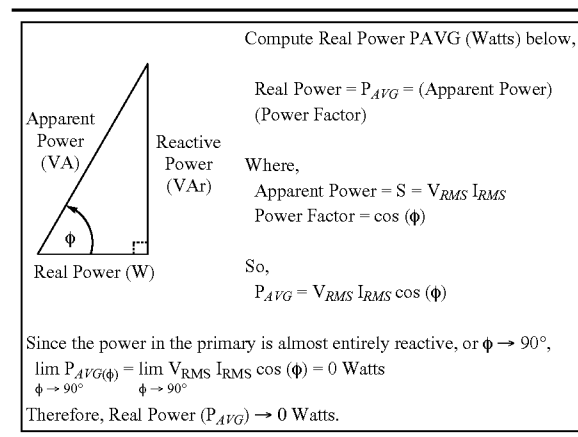 Compute Real Power PAVG (Watts) below,
Real Power = P_AVG = (Apparent Power)
(Power Factor)
Apparent
Power
(VA)
Reactive
Power
(VAr)
ϕ
Real Power (W)
Where,
Apparent Power = S = V_RMS I_RMS
Power Factor = cos (ϕ)
So,
P_AVG = V_RMS I_RMS cos (ϕ)
Since the power in the primary is almost entirely reactive, or ϕ → 90°,
lim P_AVG(ϕ) = lim V_RMS I_RMS cos (ϕ) = 0 Watts
ϕ → 90° ϕ → 90°
Therefore, Real Power (P_AVG) → 0 Watts.